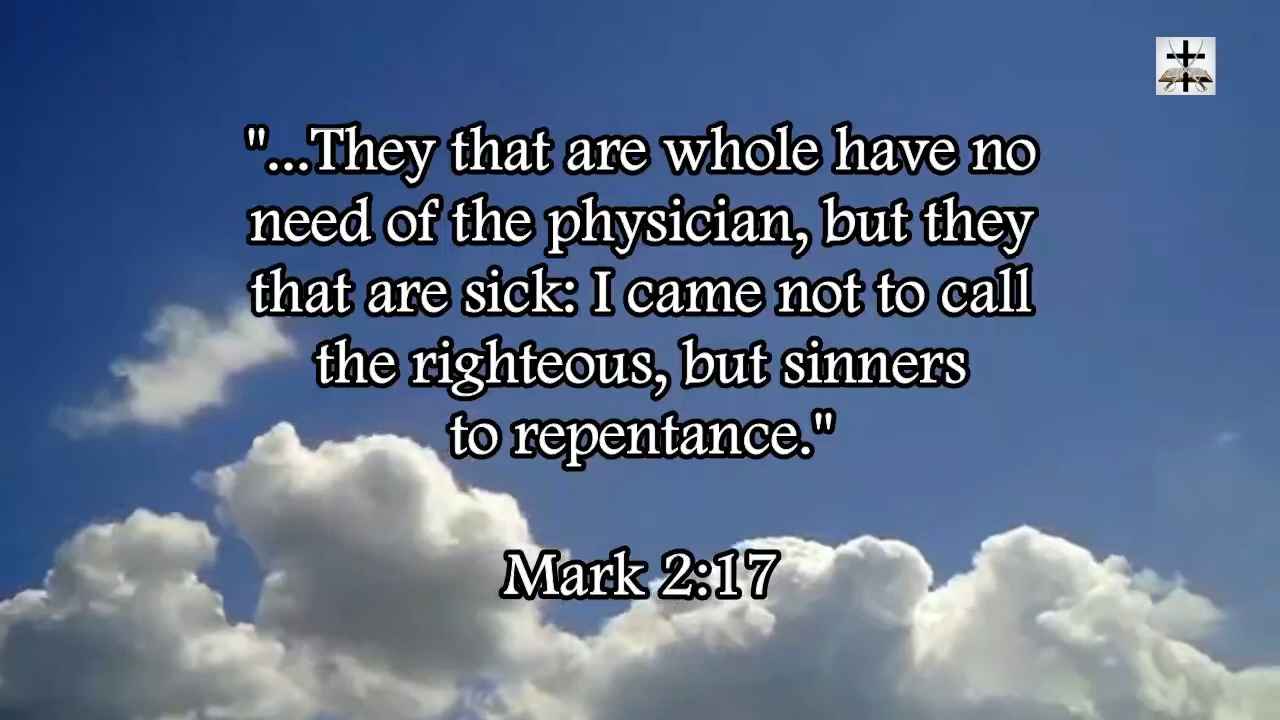 "...They that are whole have no
need of the physician, but they
that are sick: I came not to call
the righteous, but sinners
to repentance."
Mark 2:17